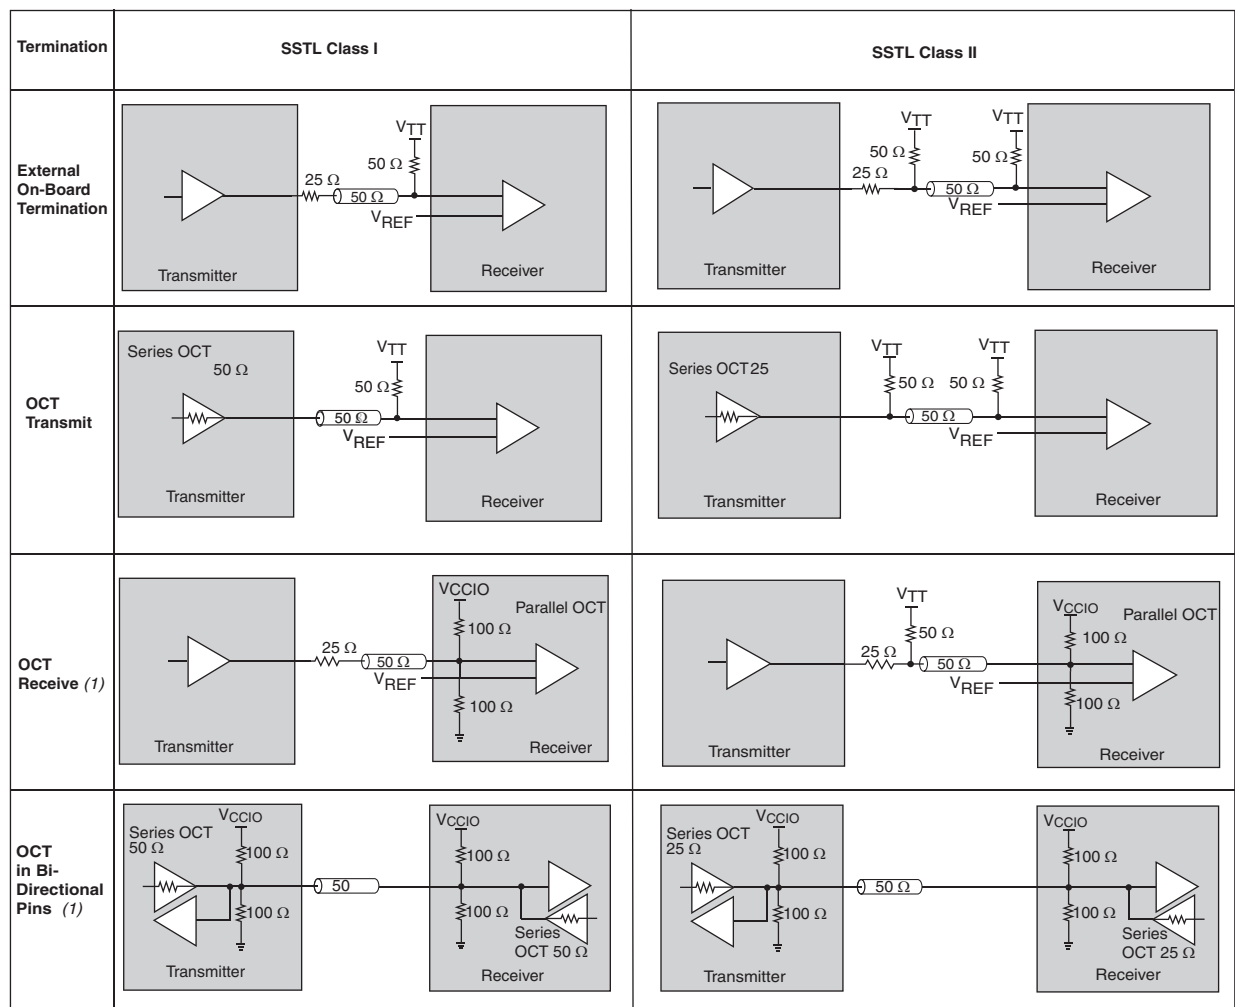 Termination
SSTL Class I
SSTL Class II
External
On-Board
Termination
VTT
50 Ω
25 Ω
50 Ω
VREF
Transmitter
Receiver
VTT
50 Ω
25 Ω
VTT
50 Ω
50 Ω
VREF
Transmitter
Receiver
OCT
Transmit
Series OCT
50 Ω
VTT
50 Ω
50 Ω
VREF
Transmitter
Receiver
Series OCT25
VTT
50 Ω
VTT
50 Ω
50 Ω
VREF
Transmitter
Receiver
OCT
Receive (1)
25 Ω
50 Ω
VREF
VCCIO
Parallel OCT
100 Ω
100 Ω
Transmitter
Receiver
VTT
50 Ω
25 Ω
50 Ω
VREF
VCCIO
Parallel OCT
100 Ω
100 Ω
Transmitter
Receiver
OCT
in Bi-
Directional
Pins (1)
Series OCT
50 Ω
VCCIO
100 Ω
100 Ω
Transmitter
50
VCCIO
100 Ω
100 Ω
Series
OCT 50 Ω
Receiver
Series OCT
25 Ω
VCCIO
100 Ω
100 Ω
Transmitter
50 Ω
VCCIO
100 Ω
100 Ω
Series
OCT 25 Ω
Receiver